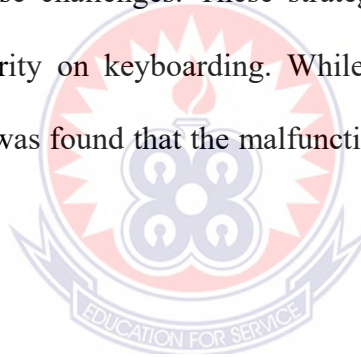 se challenges. These strateg
rity on keyboarding. While
was found that the malfuncti
EDUCATION FOR SERVICE